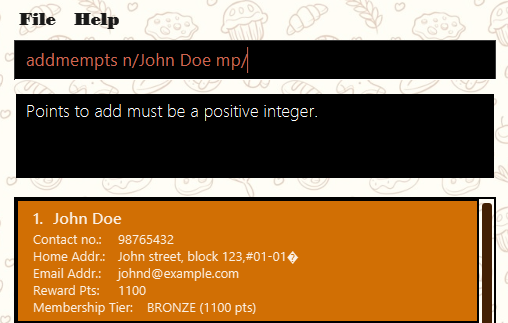 File Help
addmempts n/John Doe mp/
Points to add must be a positive integer.
1. John Doe
Contact no.: 98765432
Home Addr.: John street, block 123,#01-01�
Email Addr.: johnd@example.com
Reward Pts: 1100
Membership Tier: BRONZE (1100 pts)